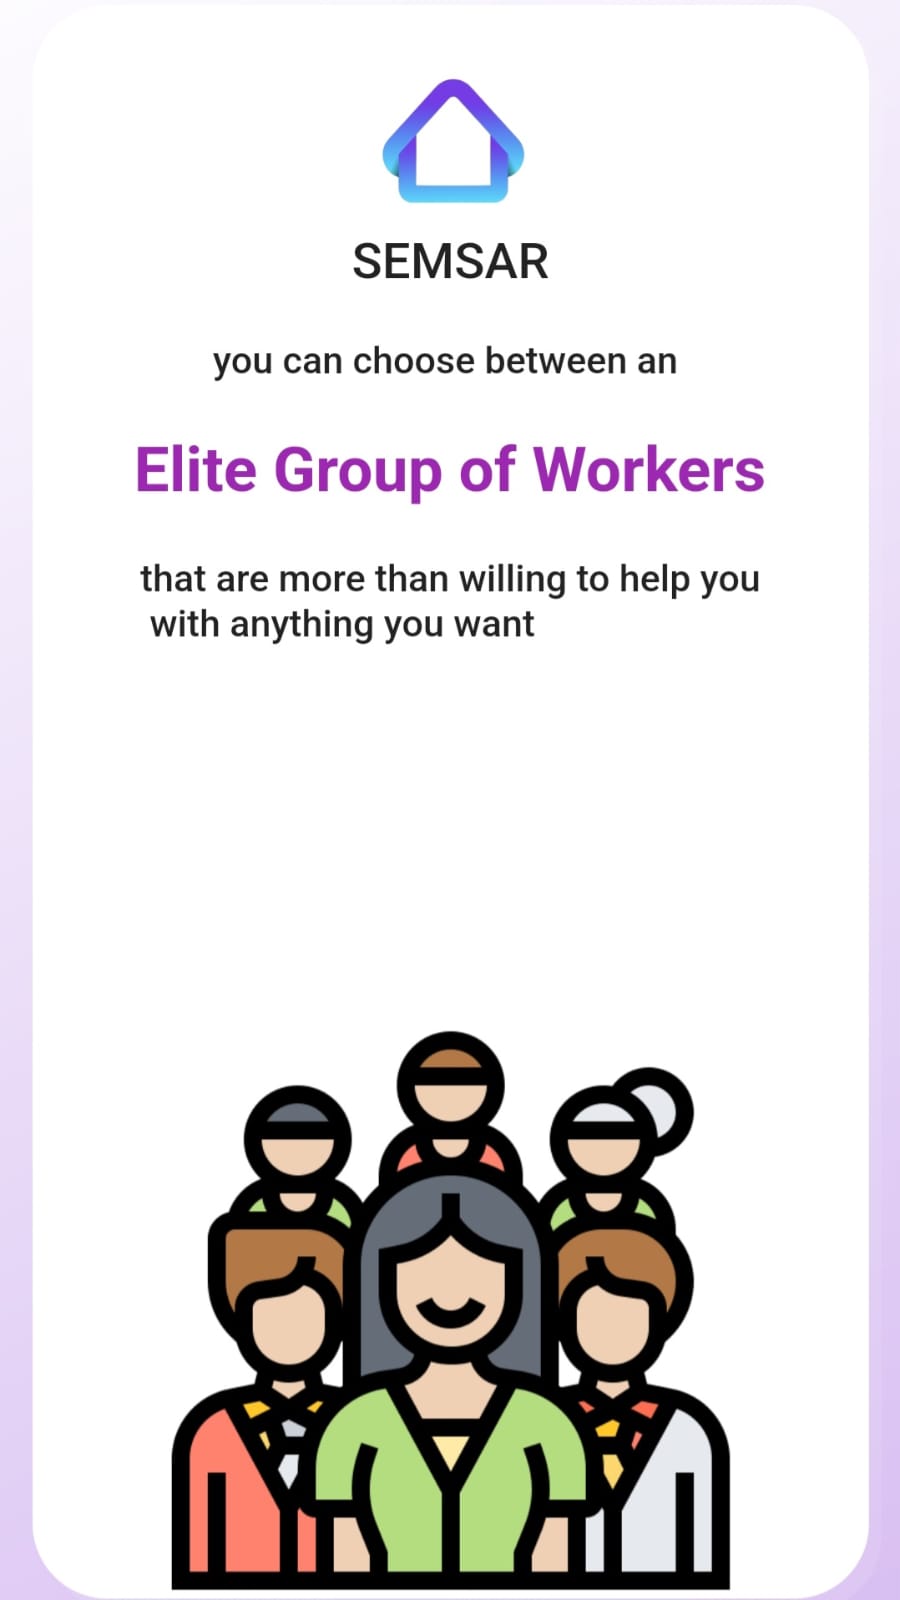 SEMSAR
you can choose between an
Elite Group of Workers
that are more than willing to help you
with anything you want